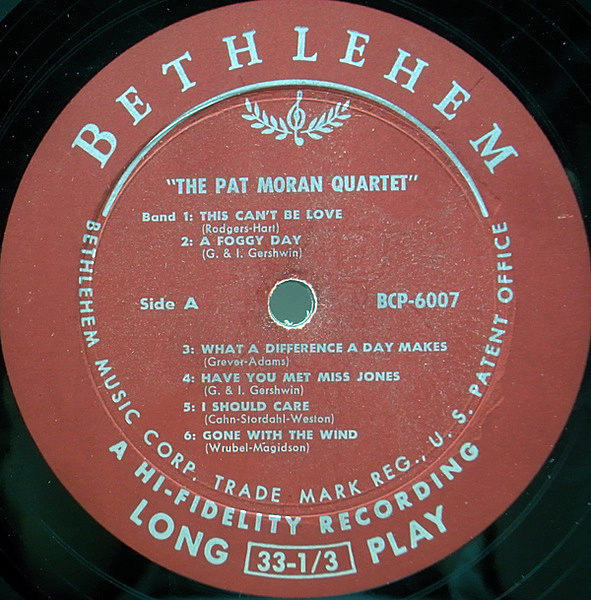 BETHLEHEM
"THE PAT MORAN QUARTET"
Band 1: THIS CAN'T BE LOVE
(Rodgers-Hart)
2: A FOGGY DAY
(G. & I. Gershwin)
Side A
BCP-6007
3: WHAT A DIFFERENCE A DAY MAKES
(Grever-Adams)
4: HAVE YOU MET MISS JONES
(G. & I. Gershwin)
5: I SHOULD CARE
(Cahn-Stordahl-Weston)
6: GONE WITH THE WIND
(Wrubel-Magidson)
BETHLEHEM MUSIC CORP. TRADE MARK REG., U. S. PATENT OFFICE
A HI-FIDELITY RECORDING
LONG 33-1/3 PLAY